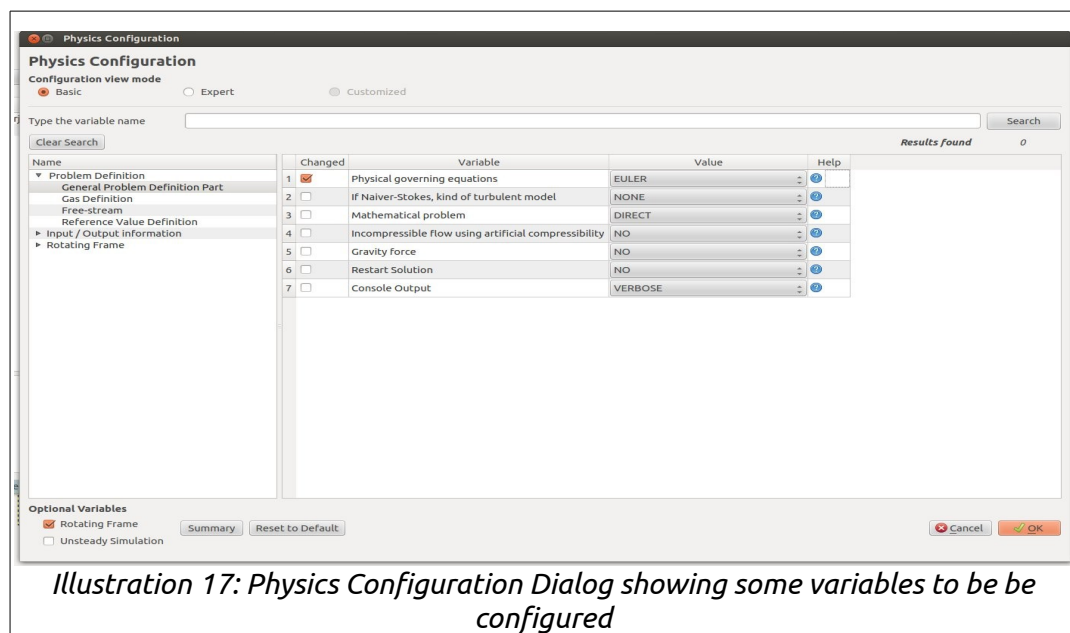 Physics Configuration
Physics Configuration
Configuration view mode
Basic Expert Customized
Type the variable name Search
Clear Search Results found 0
Name Changed Variable Value Help
Problem Definition
General Problem Definition Part
Gas Definition
Free-stream
Reference Value Definition
Input / Output information
Rotating Frame
1 Physical governing equations EULER
2 If Naiver-Stokes, kind of turbulent model NONE
3 Mathematical problem DIRECT
4 Incompressible flow using artificial compressibility NO
5 Gravity force NO
6 Restart Solution NO
7 Console Output VERBOSE
Optional Variables
Rotating Frame Summary Reset to Default Cancel OK
Unsteady Simulation
Illustration 17: Physics Configuration Dialog showing some variables to be be
configured